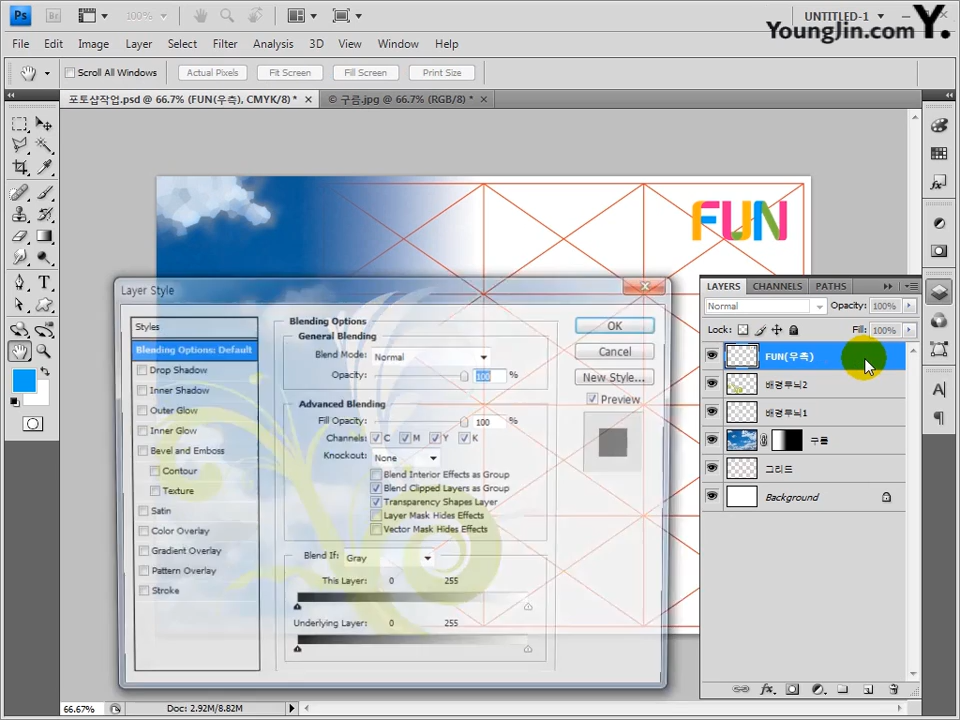 Ps Br 100% UNTITLED-1
YoungJin.com Y.
File Edit Image Layer Select Filter Analysis 3D View Window Help
Scroll All Windows Actual Pixels Fit Screen Fill Screen Print Size
포토샵작업.psd @ 66.7% (FUN(우측), CMYK/8) * × © 구름.jpg @ 66.7% (RGB/8) * ×
FUN
Layer Style
Styles
Blending Options: Default
Drop Shadow
Inner Shadow
Outer Glow
Inner Glow
Bevel and Emboss
Contour
Texture
Satin
Color Overlay
Gradient Overlay
Pattern Overlay
Stroke
Blending Options
General Blending
Blend Mode: Normal
Opacity: 100 %
Advanced Blending
Fill Opacity: 100 %
Channels: C M Y K
Knockout: None
Blend Interior Effects as Group
Blend Clipped Layers as Group
Transparency Shapes Layer
Layer Mask Hides Effects
Vector Mask Hides Effects
Blend If: Gray
This Layer: 0 255
Underlying Layer: 0 255
OK
Cancel
New Style...
Preview
LAYERS CHANNELS PATHS
Normal Opacity: 100%
Lock: Fill: 100%
FUN(우측)
배경무늬2
배경무늬1
구름
그리드
Background
66.67% Doc: 2.92M/8.82M